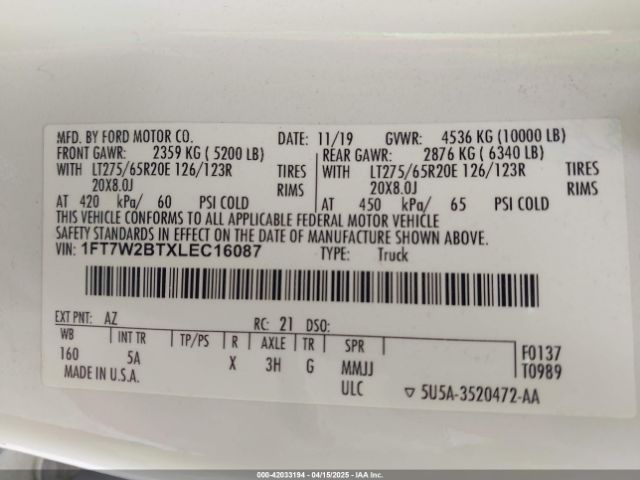 MFD. BY FORD MOTOR CO. DATE: 11/19 GVWR: 4536 KG (10000 LB)
FRONT GAWR: 2359 KG ( 5200 LB) REAR GAWR: 2876 KG ( 6340 LB)
WITH LT275/65R20E 126/123R TIRES WITH LT275/65R20E 126/123R TIRES
20X8.0J RIMS 20X8.0J RIMS
AT 420 kPa/ 60 PSI COLD AT 450 kPa/ 65 PSI COLD
THIS VEHICLE CONFORMS TO ALL APPLICABLE FEDERAL MOTOR VEHICLE
SAFETY STANDARDS IN EFFECT ON THE DATE OF MANUFACTURE SHOWN ABOVE.
VIN: 1FT7W2BTXLEC16087 TYPE: Truck
EXT PNT: AZ RC: 21 DSO:
WB INT TR TP/PS R AXLE TR SPR F0137
160 5A X 3H G MMJJ T0989
MADE IN U.S.A. ULC ▽ 5U5A-3520472-AA
000-42033194 - 04/15/2025 - IAAI.COM